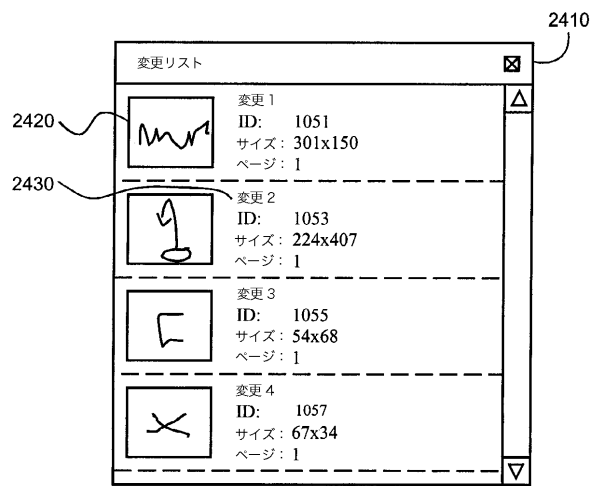 2410
変更リスト
2420
変更 1
ID: 1051
サイズ: 301x150
ページ: 1
2430
変更 2
ID: 1053
サイズ: 224x407
ページ: 1
変更 3
ID: 1055
サイズ: 54x68
ページ: 1
変更 4
ID: 1057
サイズ: 67x34
ページ: 1